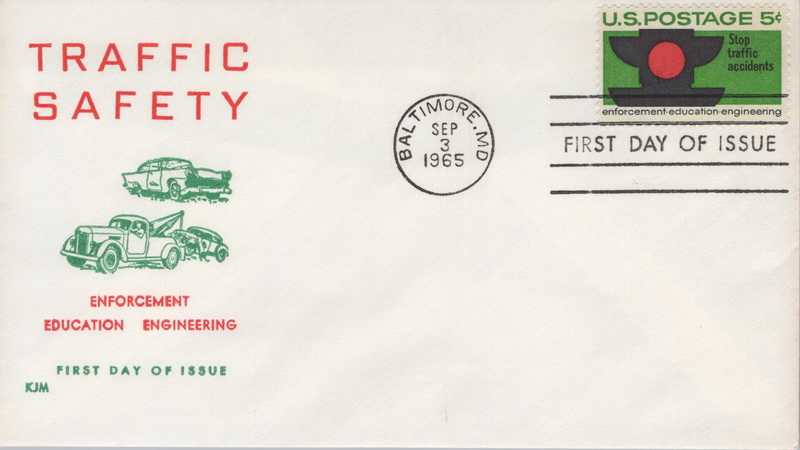 TRAFFIC
SAFETY
ENFORCEMENT
EDUCATION ENGINEERING
FIRST DAY OF ISSUE
KJM
BALTIMORE, MD
SEP
3
1965
U.S. POSTAGE 5¢
Stop
traffic
accidents
enforcement·education·engineering
FIRST DAY OF ISSUE